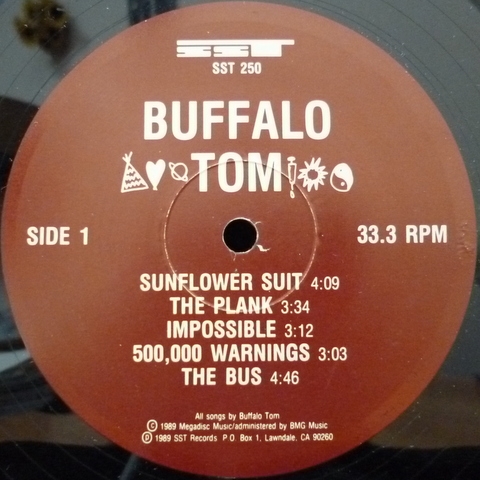 SST
SST 250
BUFFALO
TOM
SIDE 1
33.3 RPM
SUNFLOWER SUIT 4:09
THE PLANK 3:34
IMPOSSIBLE 3:12
500,000 WARNINGS 3:03
THE BUS 4:46
All songs by Buffalo Tom
© 1989 Megadisc Music/administered by BMG Music
℗ 1989 SST Records P.O. Box 1, Lawndale, CA 90260